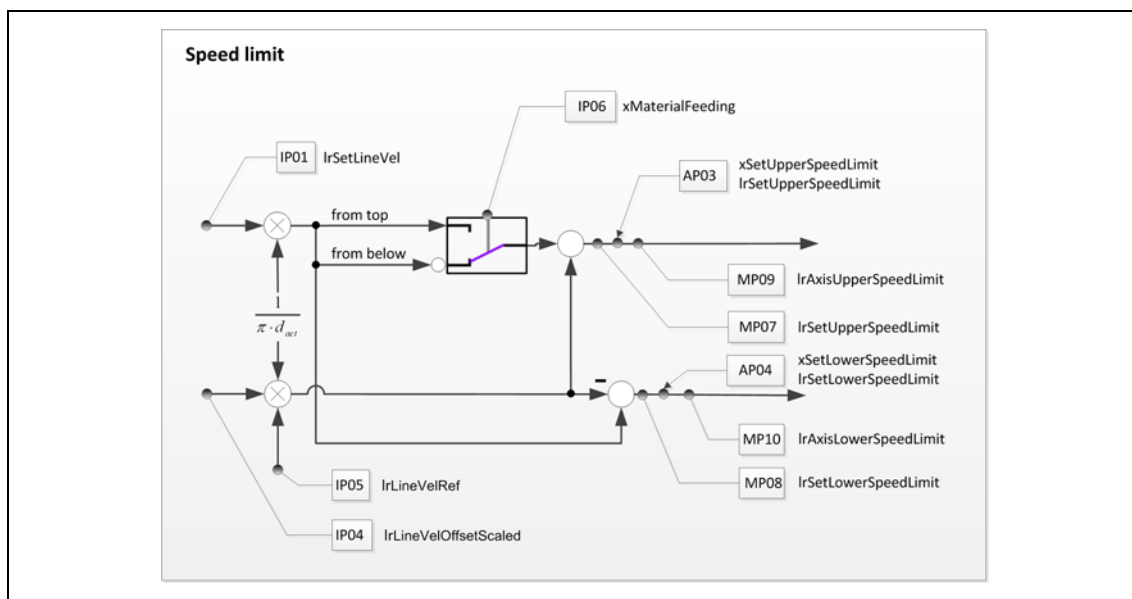 Speed limit
IP06 xMaterialFeeding
IP01 lrSetLineVel
AP03 xSetUpperSpeedLimit
lrSetUpperSpeedLimit
from top
from below
MP09 lrAxisUpperSpeedLimit
1
π · d_act
MP07 lrSetUpperSpeedLimit
AP04 xSetLowerSpeedLimit
lrSetLowerSpeedLimit
-
MP10 lrAxisLowerSpeedLimit
IP05 lrLineVelRef
MP08 lrSetLowerSpeedLimit
IP04 lrLineVelOffsetScaled